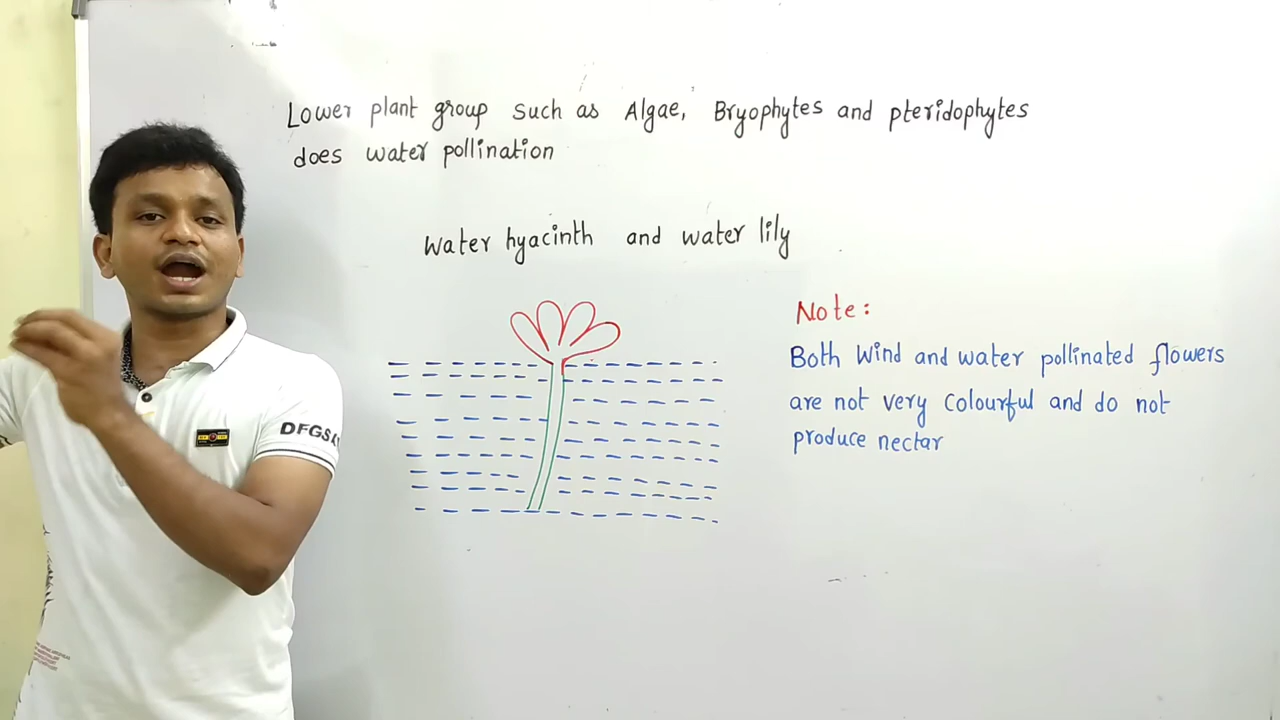 Lower plant group such as Algae, Bryophytes and pteridophytes
does water pollination
Water hyacinth and water lily
Note:
Both Wind and water pollinated flowers
are not very colourful and do not
produce nectar